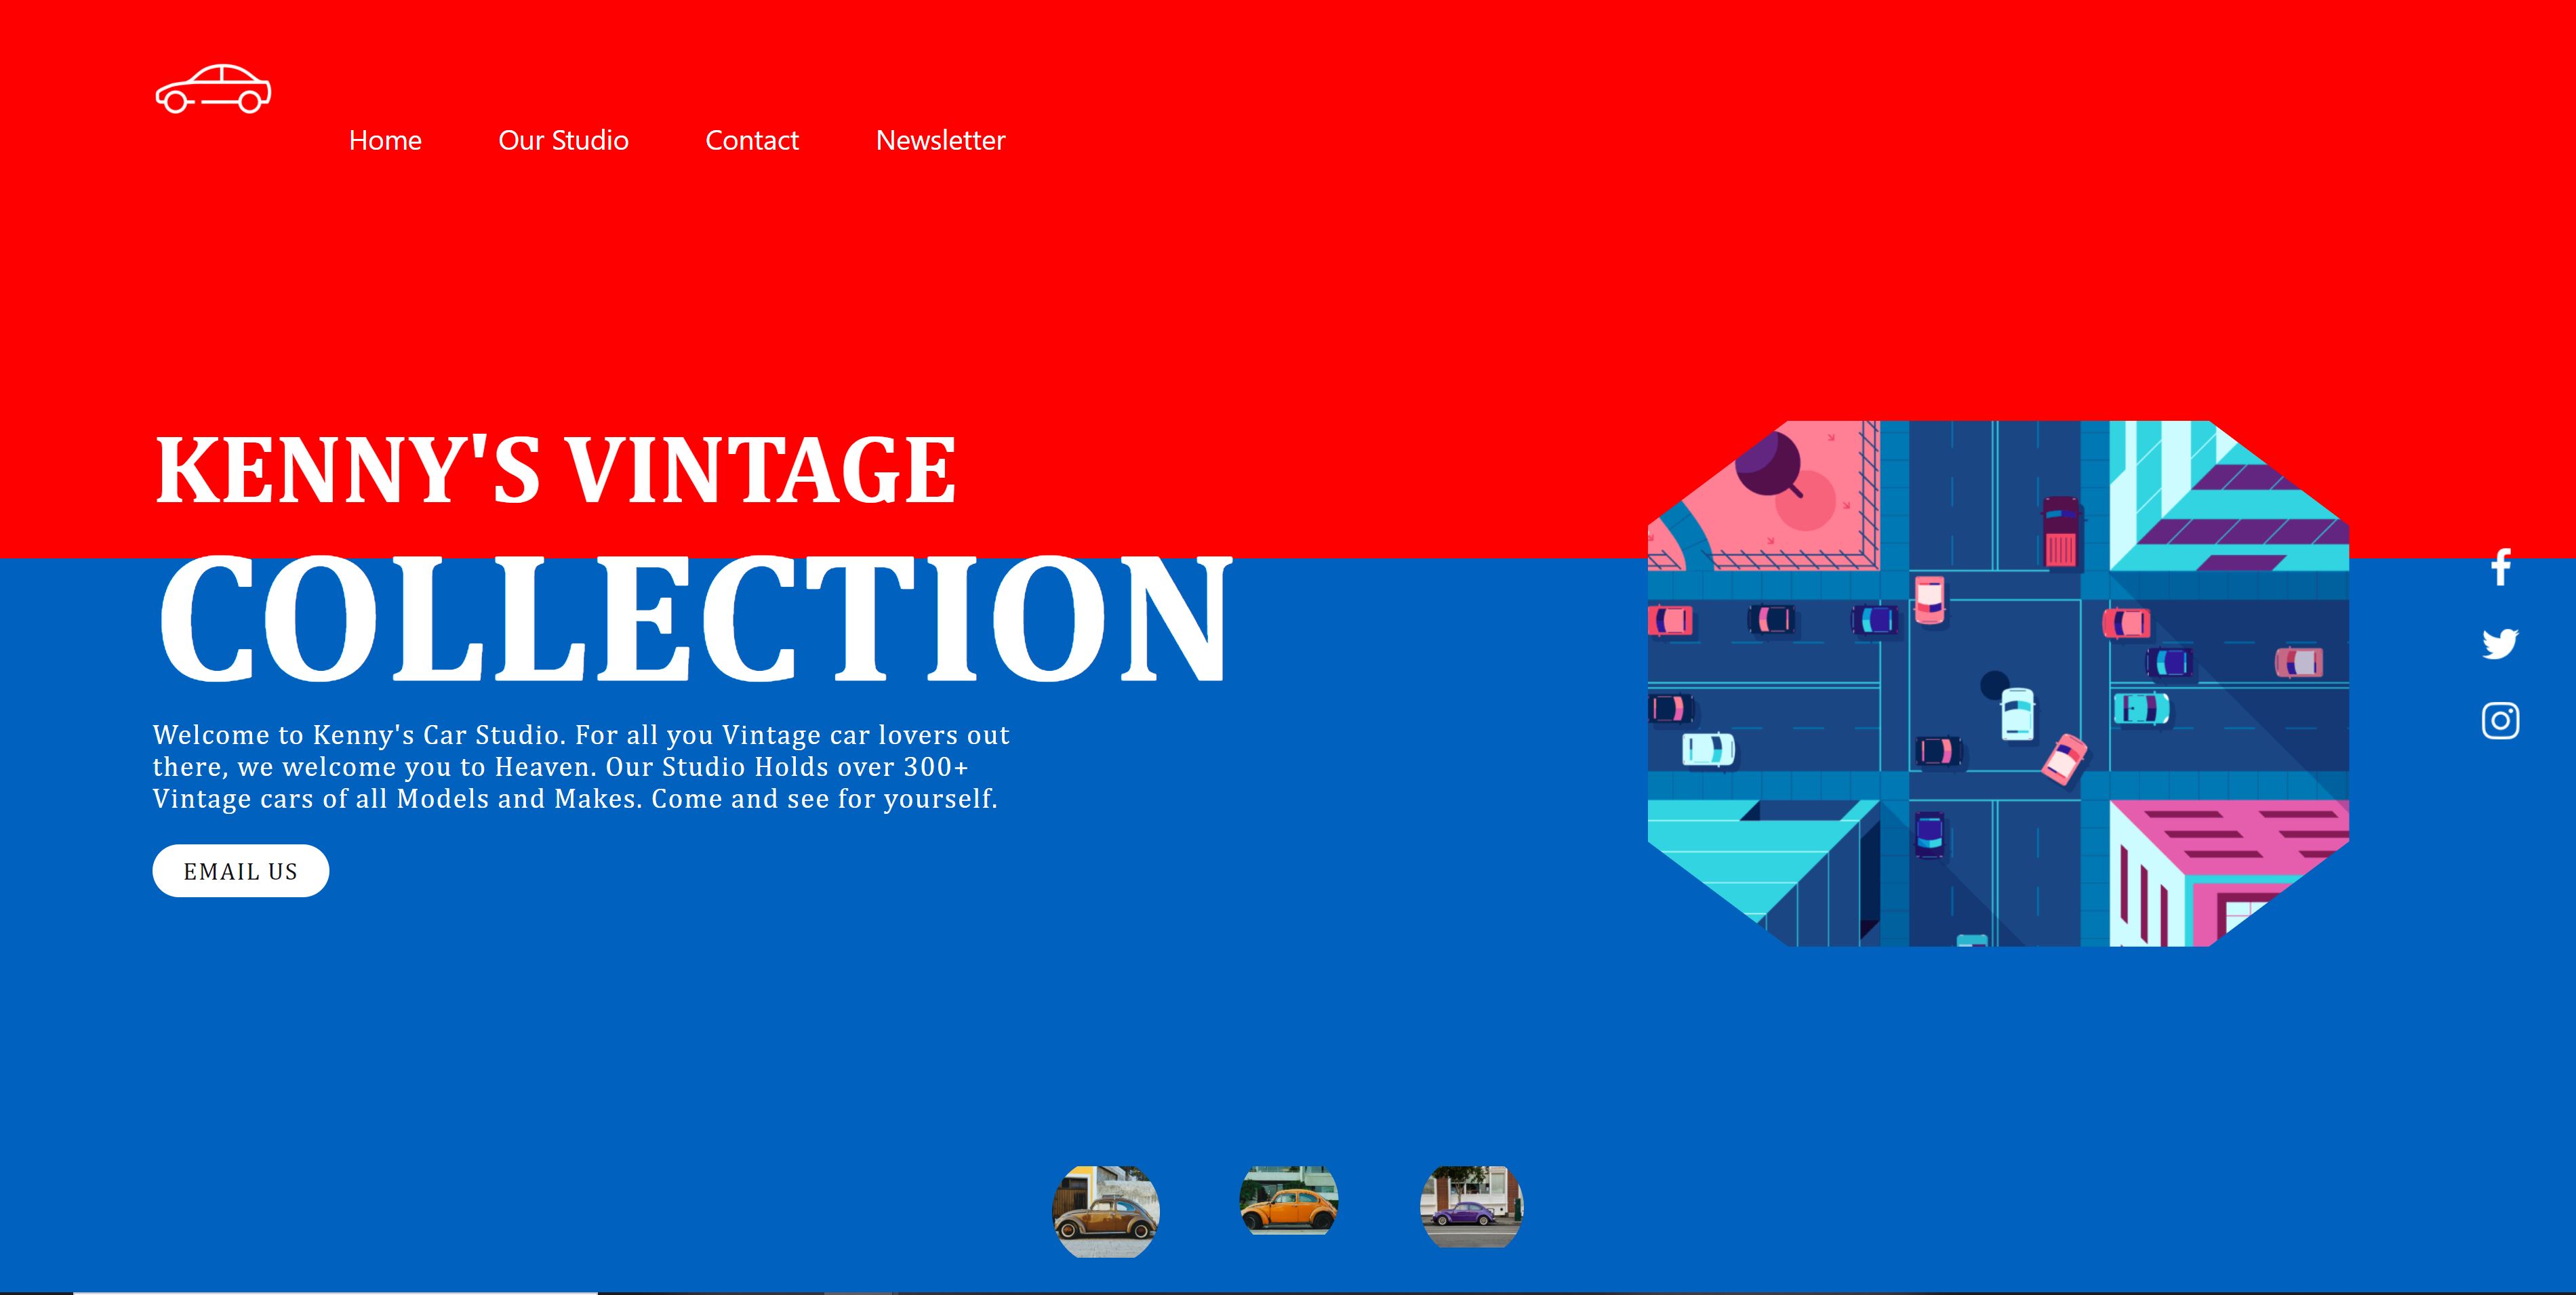 Home Our Studio Contact Newsletter
KENNY'S VINTAGE
COLLECTION
Welcome to Kenny's Car Studio. For all you Vintage car lovers out
there, we welcome you to Heaven. Our Studio Holds over 300+
Vintage cars of all Models and Makes. Come and see for yourself.
EMAIL US